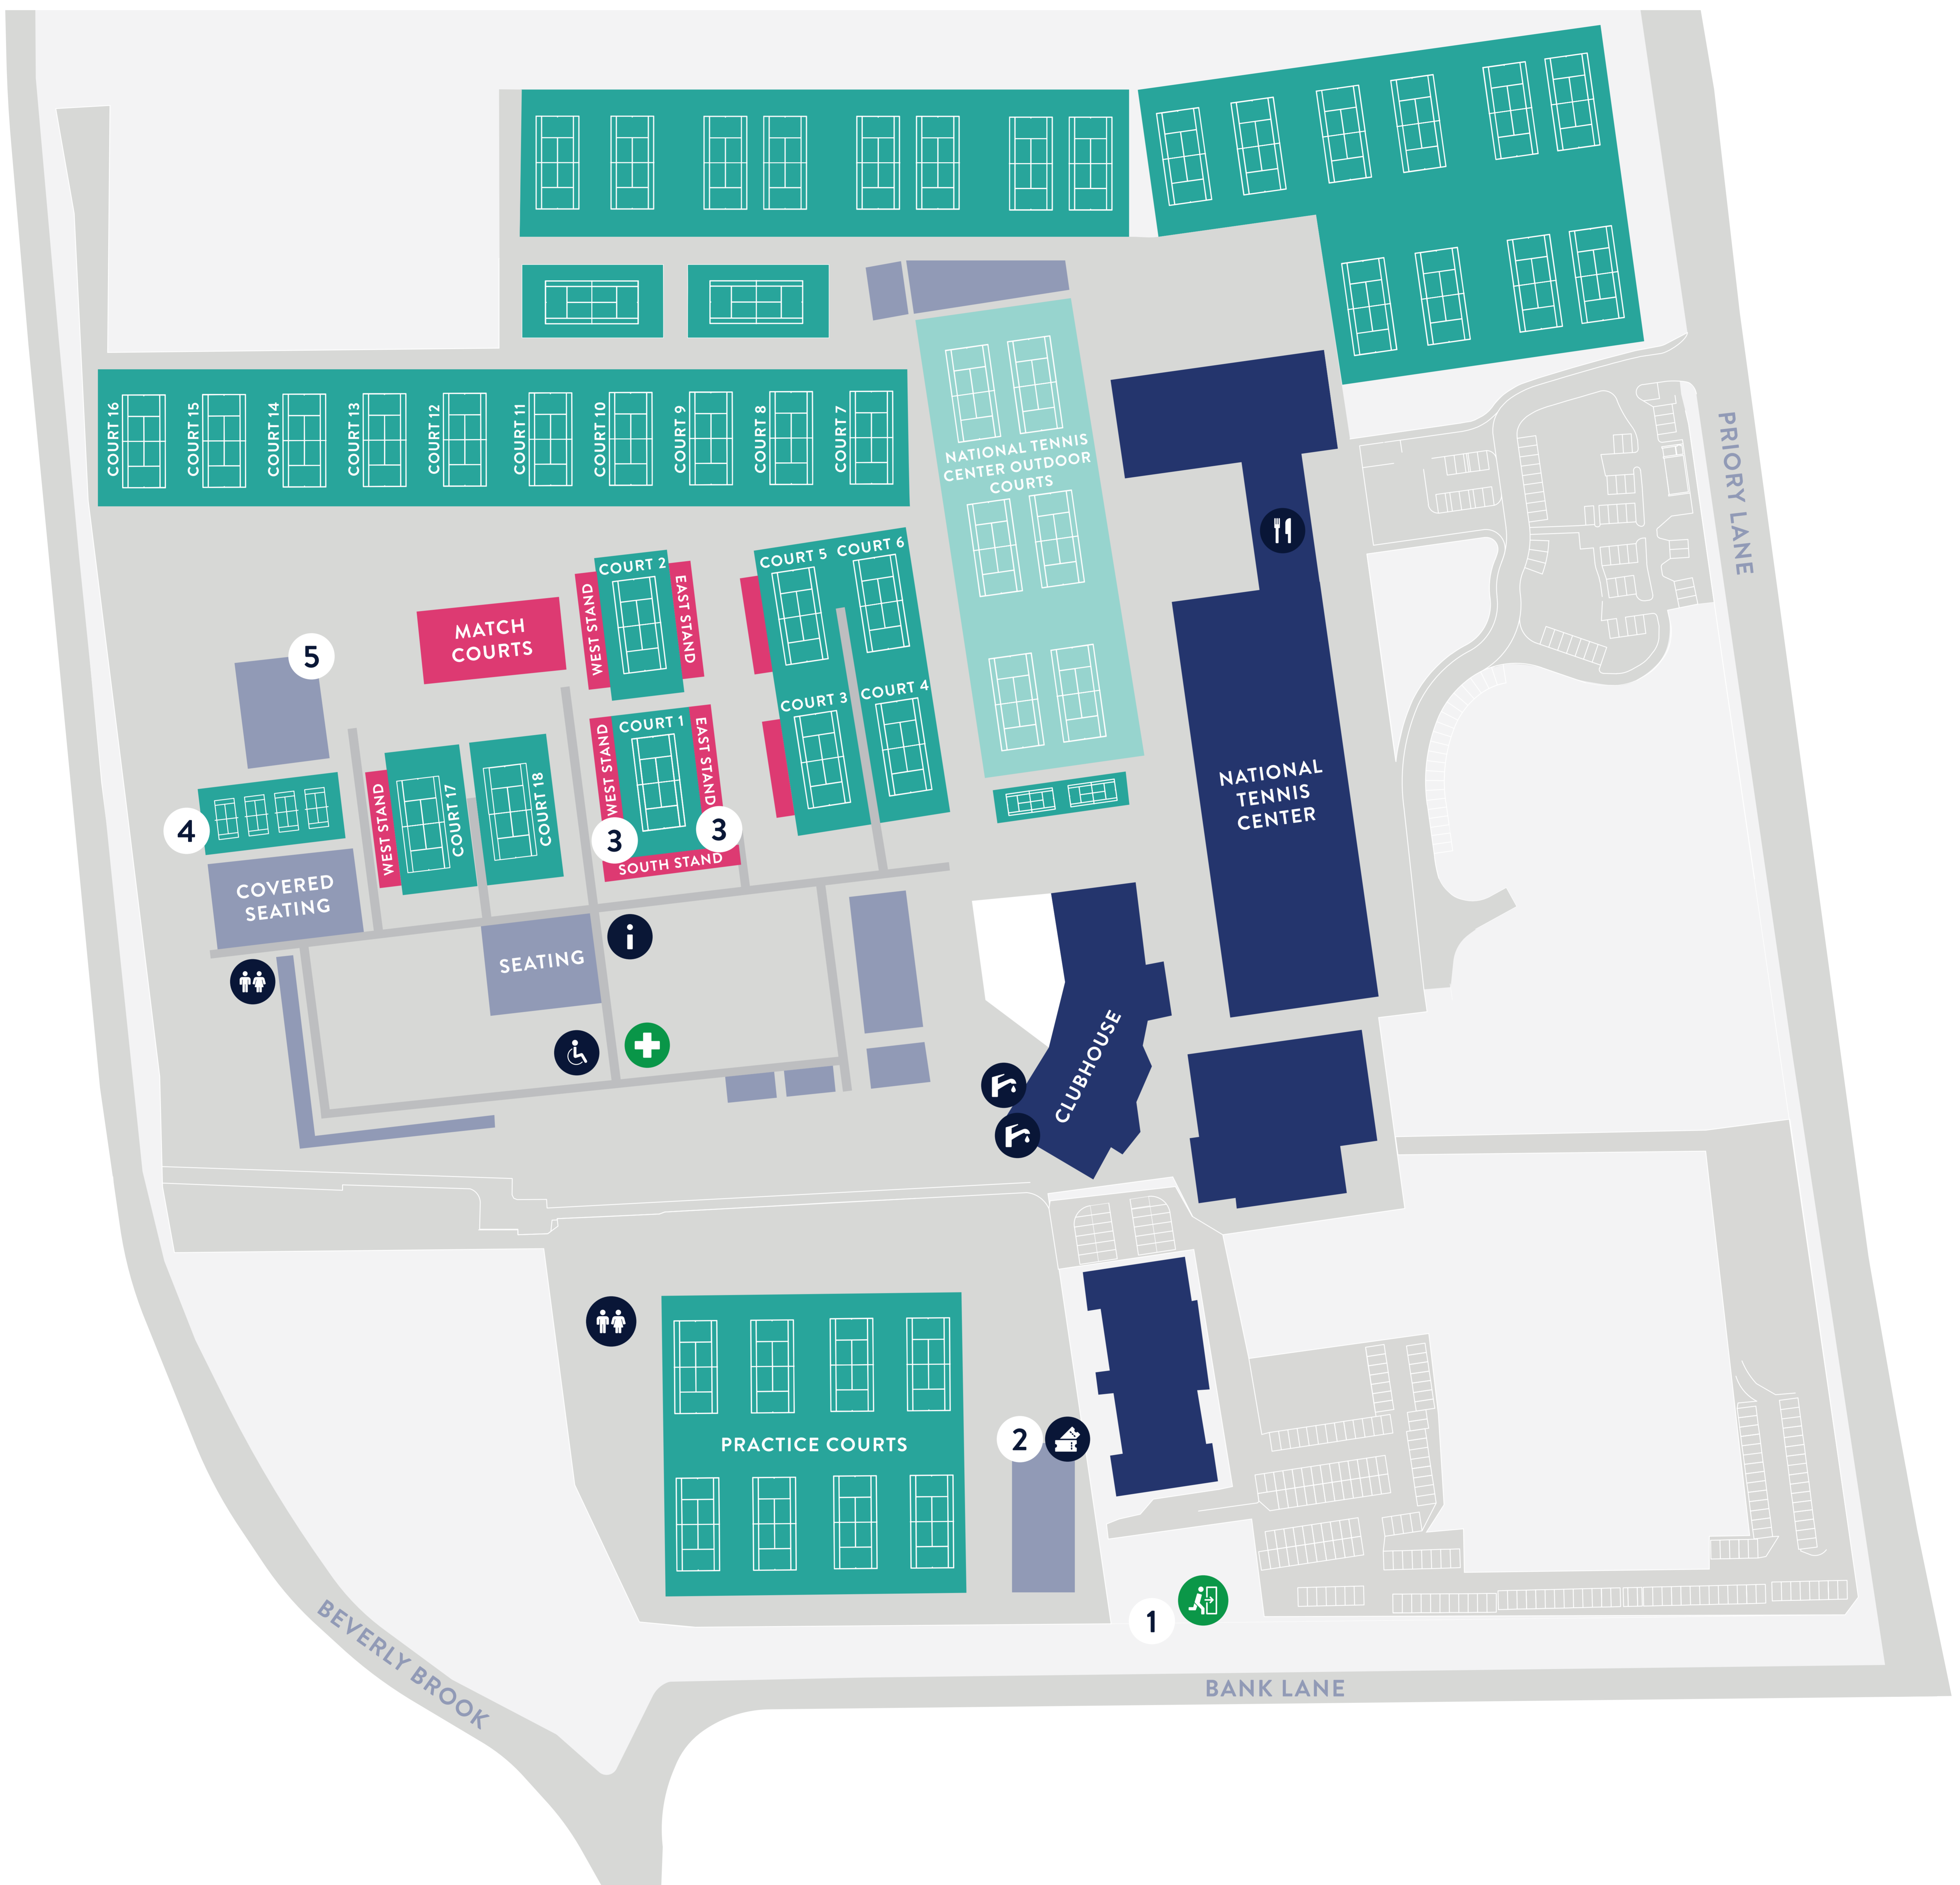 COURT 16
COURT 15
COURT 14
COURT 13
COURT 12
COURT 11
COURT 10
COURT 9
COURT 8
COURT 7
NATIONAL TENNIS
CENTER OUTDOOR
COURTS
PRIORY LANE
COURT 2
WEST STAND
EAST STAND
COURT 5
COURT 6
MATCH
COURTS
5
COURT 1
WEST STAND
EAST STAND
3
3
SOUTH STAND
COURT 3
COURT 4
NATIONAL
TENNIS
CENTER
4
WEST STAND
COURT 17
COURT 18
COVERED
SEATING
SEATING
i
CLUBHOUSE
PRACTICE COURTS
2
1
BEVERLY BROOK
BANK LANE